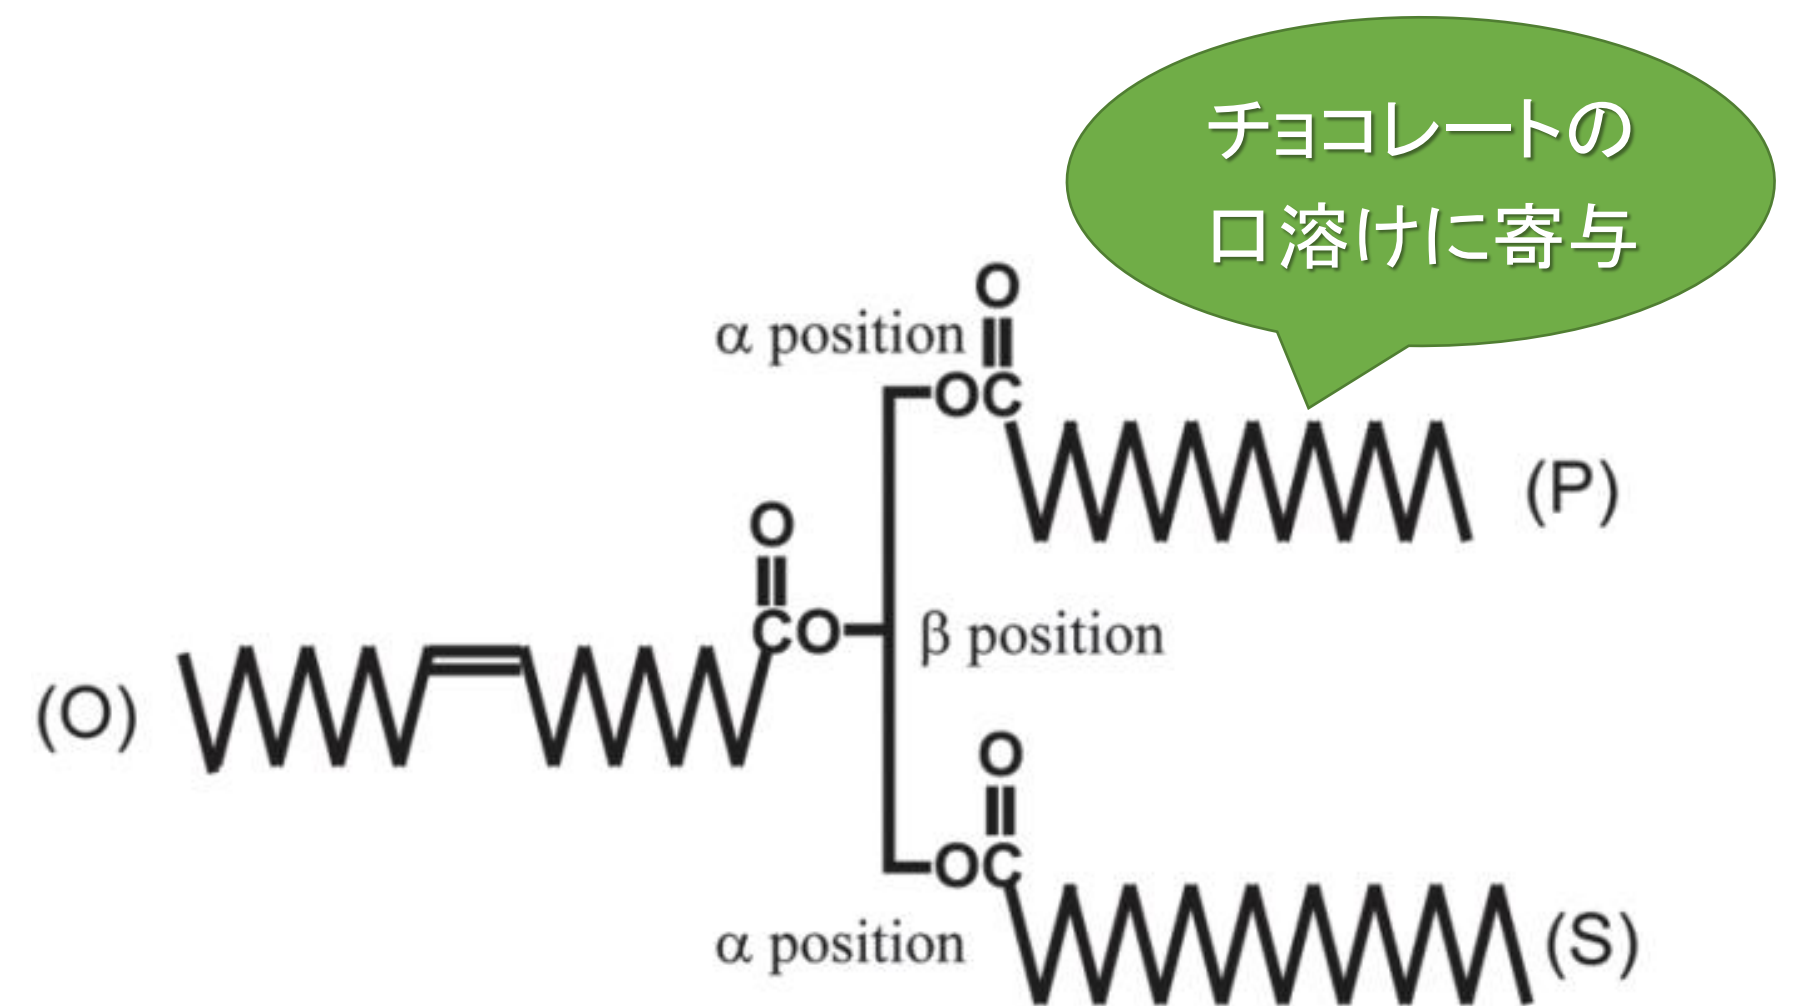 チョコレートの
口溶けに寄与
O
α position
OC
(P)
O
CO
β position
(O)
O
OC
α position
(S)